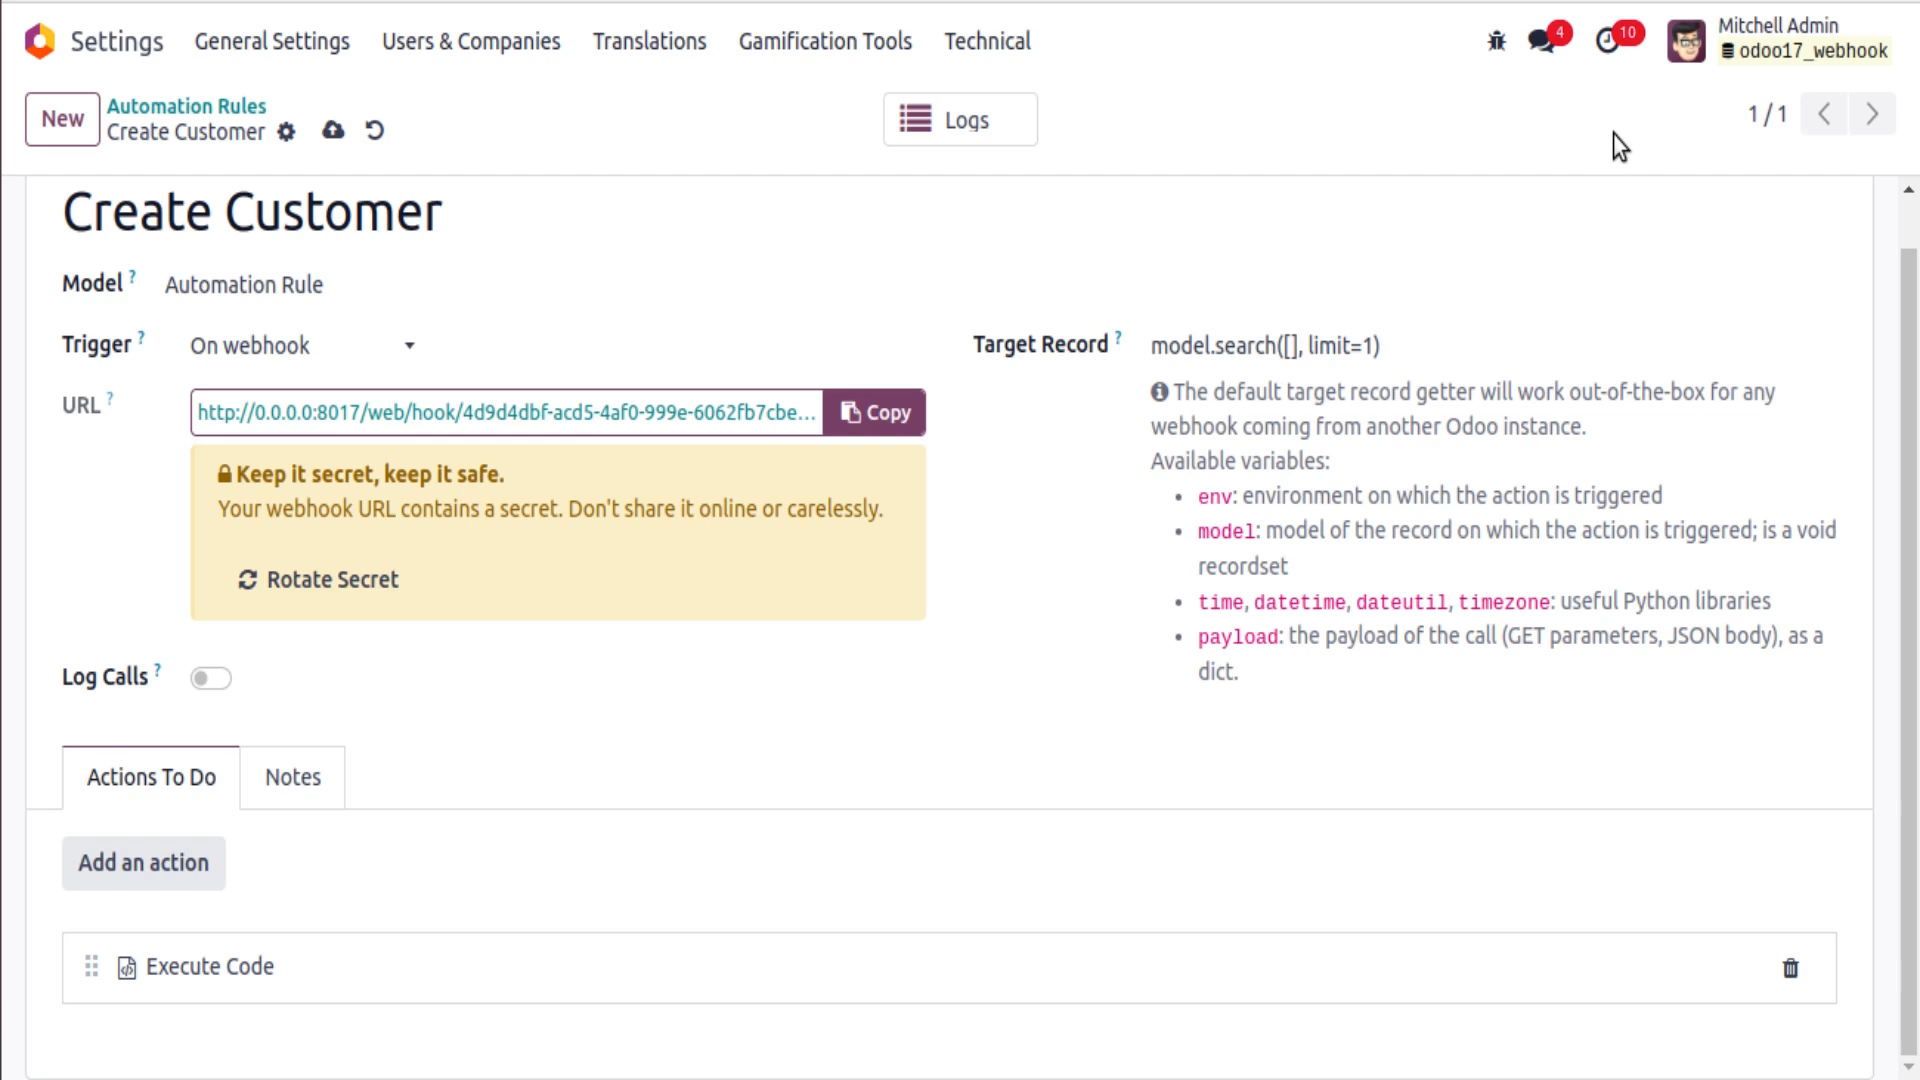 Settings General Settings Users & Companies Translations Gamification Tools Technical 4 10 Mitchell Admin
odoo17_webhook
New Automation Rules
Create Customer
Logs
1 / 1
Create Customer
Model ? Automation Rule
Trigger ? On webhook
URL ? http://0.0.0.0:8017/web/hook/4d9d4dbf-acd5-4af0-999e-6062fb7cbe... Copy
Keep it secret, keep it safe.
Your webhook URL contains a secret. Don't share it online or carelessly.
Rotate Secret
Log Calls ?
Target Record ? model.search([], limit=1)
The default target record getter will work out-of-the-box for any
webhook coming from another Odoo instance.
Available variables:
• env: environment on which the action is triggered
• model: model of the record on which the action is triggered; is a void
recordset
• time, datetime, dateutil, timezone: useful Python libraries
• payload: the payload of the call (GET parameters, JSON body), as a
dict.
Actions To Do Notes
Add an action
Execute Code